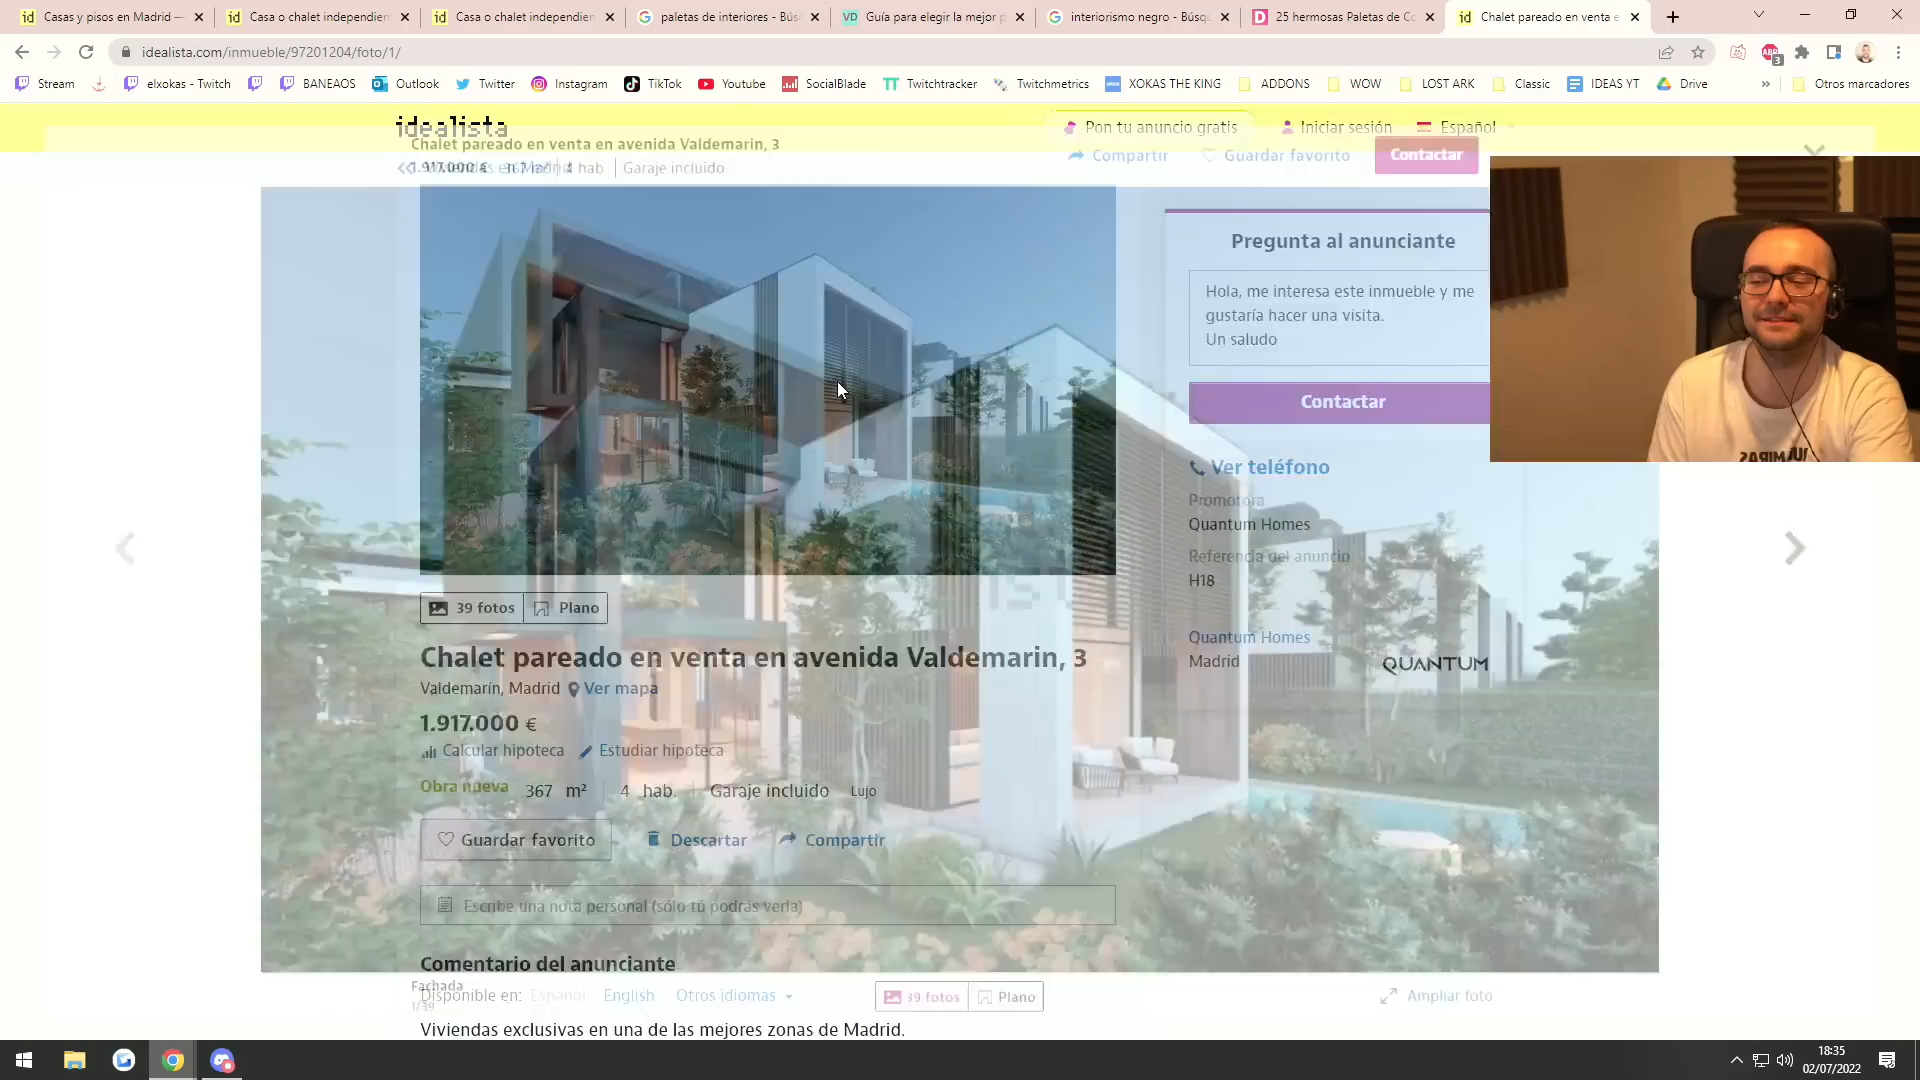 Casas y pisos en Madrid —
Casa o chalet independien
Casa o chalet independien
paletas de interiores - Bús
Guía para elegir la mejor p
interiorismo negro - Búsqu
25 hermosas Paletas de Co
Chalet pareado en venta e
idealista.com/inmueble/97201204/foto/1/
Stream
elxokas - Twitch
BANEAOS
Outlook
Twitter
Instagram
TikTok
Youtube
SocialBlade
Twitchtracker
Twitchmetrics
XOKAS THE KING
ADDONS
WOW
LOST ARK
Classic
IDEAS YT
Drive
Otros marcadores
idealista
Pon tu anuncio gratis
Iniciar sesión
Español
Chalet pareado en venta en avenida Valdemarin, 3
Compartir
Guardar favorito
Contactar
1.917.000 €
hab.
Garaje incluido
Pregunta al anunciante
Hola, me interesa este inmueble y me
gustaría hacer una visita.
Un saludo
Contactar
Ver teléfono
Promotora
Quantum Homes
Referencia del anuncio
H18
Quantum Homes
Madrid
QUANTUM
39 fotos
Plano
Chalet pareado en venta en avenida Valdemarin, 3
Valdemarín, Madrid
Ver mapa
1.917.000 €
Calcular hipoteca
Estudiar hipoteca
Obra nueva
367 m²
4 hab.
Garaje incluido
Lujo
Guardar favorito
Descartar
Compartir
Escribe una nota personal (sólo tú podrás verla)
Comentario del anunciante
Fachada
1/39
Disponible en:
Español
English
Otros idiomas
39 fotos
Plano
Ampliar foto
Viviendas exclusivas en una de las mejores zonas de Madrid.
18:35
02/07/2022